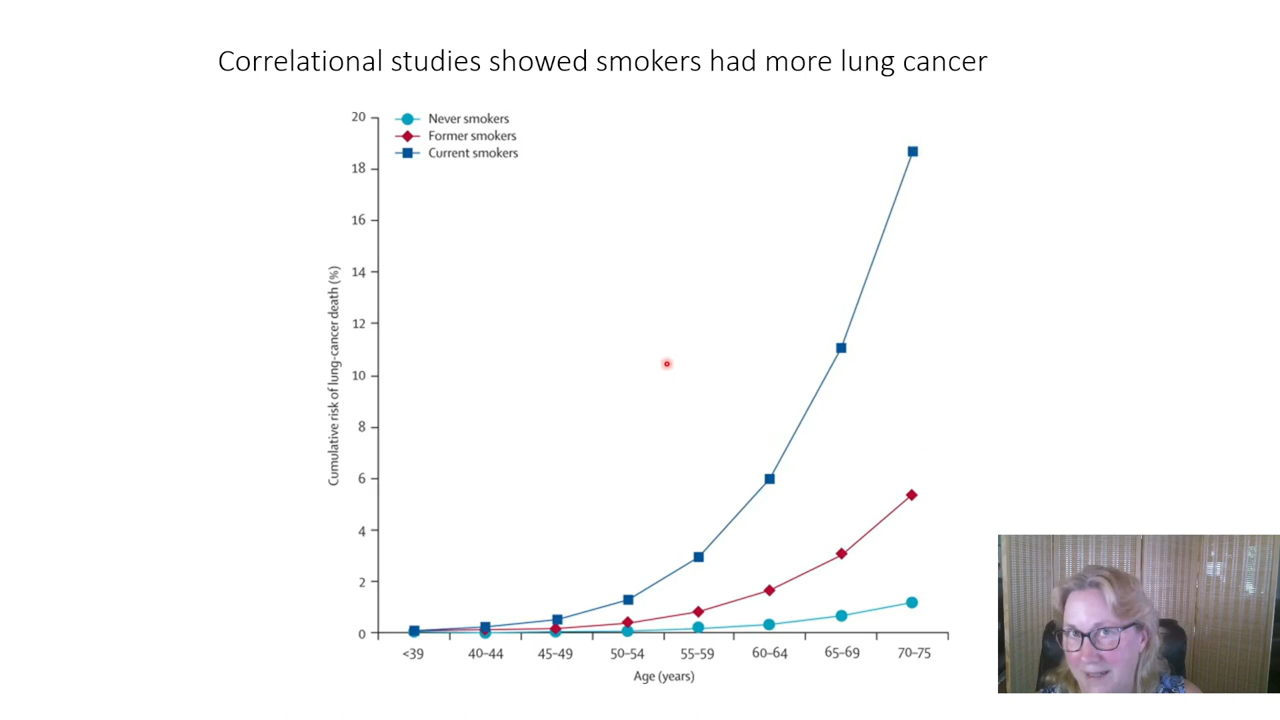 Correlational studies showed smokers had more lung cancer
Never smokers
Former smokers
Current smokers
20
18
16
14
12
10
8
6
4
2
0
Cumulative risk of lung-cancer death (%)
<39 40–44 45–49 50–54 55–59 60–64 65–69 70–75
Age (years)